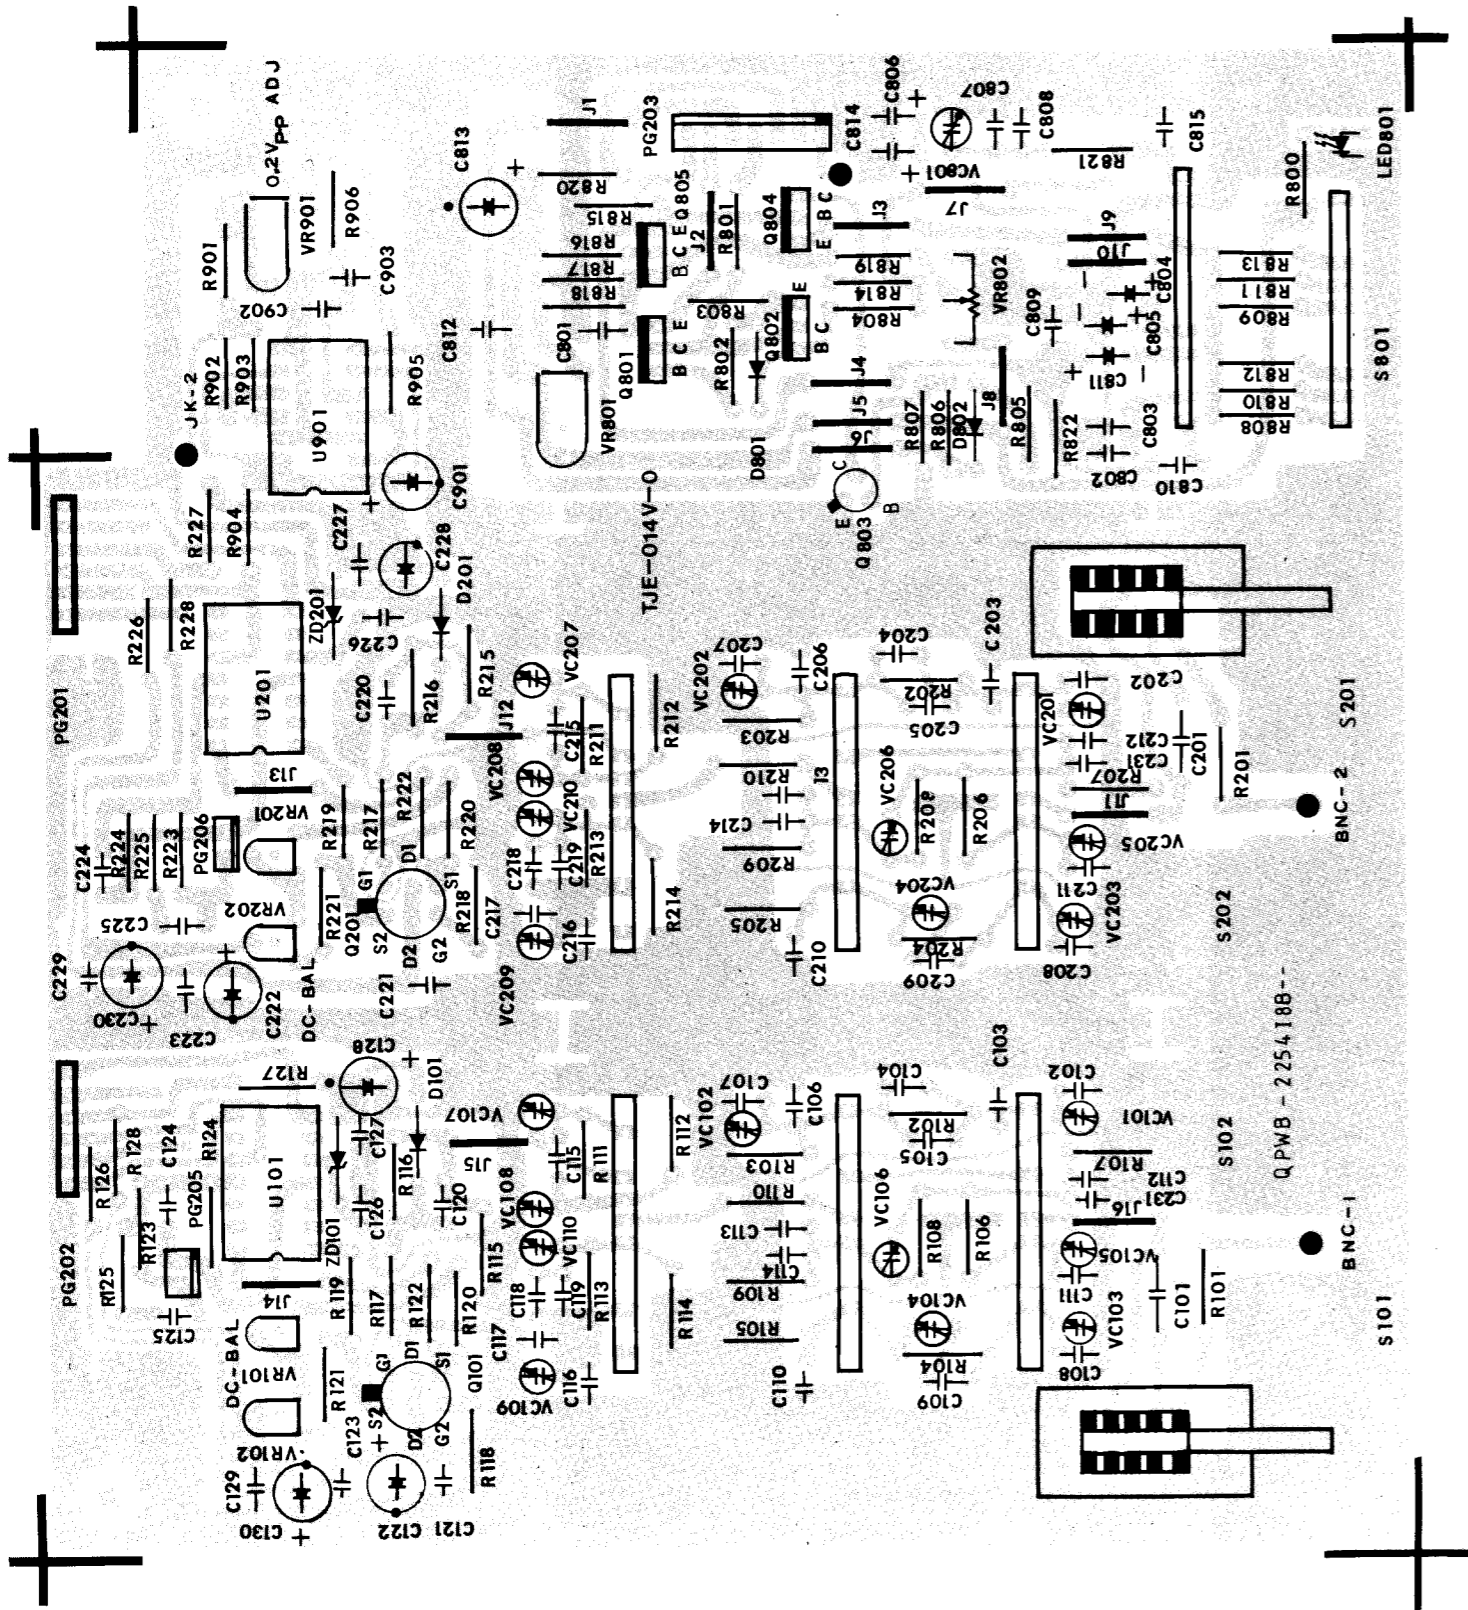 0.2Vpp ADJ
R901
VR901
R906
C902
C903
C813
J1
PG203
C806
C807
C808
C815
C814
VC801
R820
R815
R816
R817
R818
Q805
B C E
J2
R801
Q804
E B C
J3
J7
R821
R800
LED801
JK-2
R902
R903
U901
R905
C812
C801
VR801
Q801
B C E
R803
R802
Q802
B C
E
D801
R819
R814
R804
VR802
C809
J9
J10
C804
C805
C811
R813
R811
R809
R812
R810
R808
S801
J4
J5
J6
R807
R806
D802
J8
R805
R822
C803
C802
C810
C901
R227
R904
C227
C228
D201
ZD201
C226
TJE-014V-0
C
E
B
Q803
PG201
R226
R228
U201
C220
R216
R215
J12
VC207
VC208
C215
R211
R212
VC202
C207
C206
C204
C203
R202
C205
R203
R210
J3
VC206
VC201
C202
C212
C231
C201
R207
R201
S201
J13
VR201
C224
R224
R225
R223
PG206
R219
R217
R222
R220
VC210
C218
C219
R213
C214
R209
R208
R206
J11
VC205
BNC-2
C225
VR202
R221
Q201
G1
D1
S1
S2
D2
G2
R218
C217
VC209
C216
R214
R205
C210
VC204
R204
C209
C211
VC203
C208
S202
C229
C230
C223
C222
DC-BAL
C221
QPWB-225418B--
R127
C128
D101
VC107
VC102
C107
C106
C104
C103
C102
VC101
R126
R128
C124
R124
U101
C127
R116
J15
C115
R111
R112
R103
R102
C105
S102
PG202
R125
R123
PG205
ZD101
C126
C120
VC108
VC110
R110
C113
C114
VC106
R108
R106
R107
C112
C231
J16
VC105
BNC-1
C125
J14
R119
R117
R122
R120
R115
C118
C119
R113
R114
R109
R105
VC104
C111
VC103
C101
R101
S101
DC-BAL
VR101
VR102
R121
G1
D1
S1
Q101
S2
D2
G2
C117
VC109
C116
C110
R104
C109
C108
C129
C130
C123
C122
C121
R118